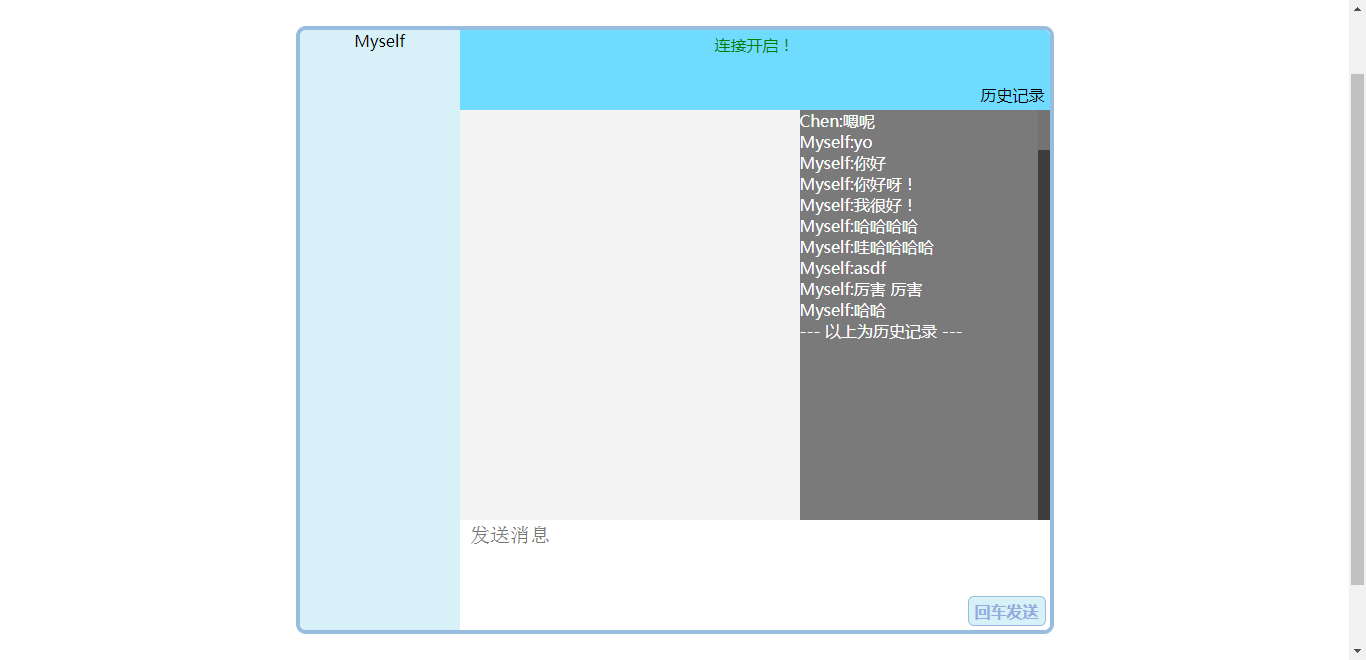 Myself
连接开启！
历史记录
Chen:嗯呢
Myself:yo
Myself:你好
Myself:你好呀！
Myself:我很好！
Myself:哈哈哈哈
Myself:哇哈哈哈哈
Myself:asdf
Myself:厉害 厉害
Myself:哈哈
--- 以上为历史记录 ---
发送消息
回车发送